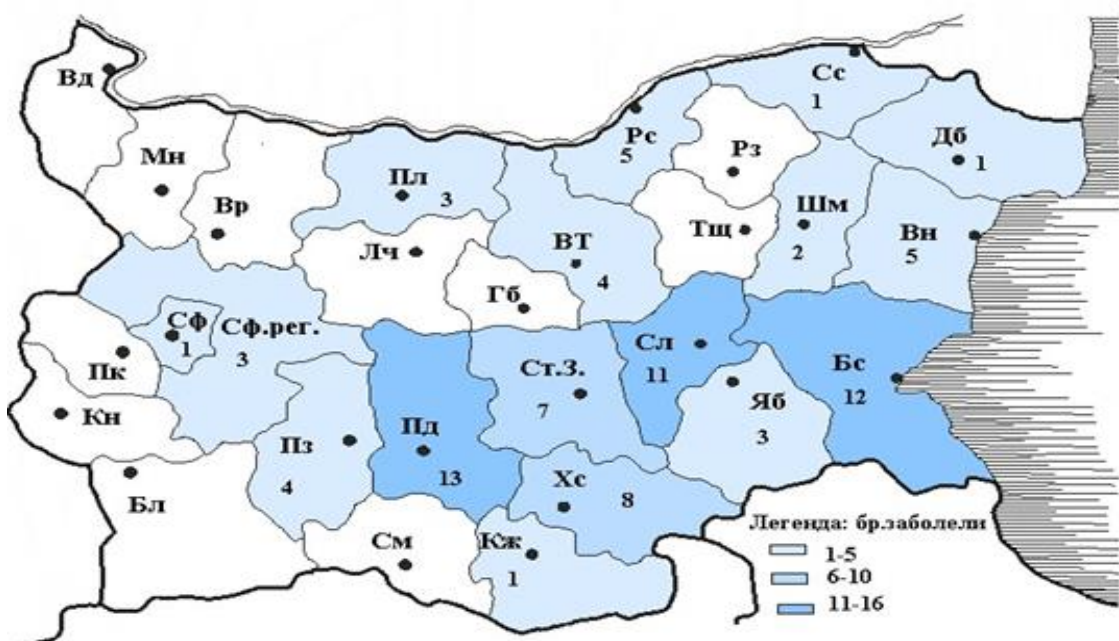 Вд
Сс
1
Рс
5
Рз
Дб
1
Мн
Пл
3
Вр
Шм
2
Тщ
Вн
5
ВТ
4
Лч
Гб
Сф
1
Сф.рег.
3
Сл
11
Бс
12
Пк
Ст.З.
7
Яб
3
Кн
Пз
4
Пд
13
Хс
8
Бл
См
Кж
1
Легенда: бр.заболели
1-5
6-10
11-16